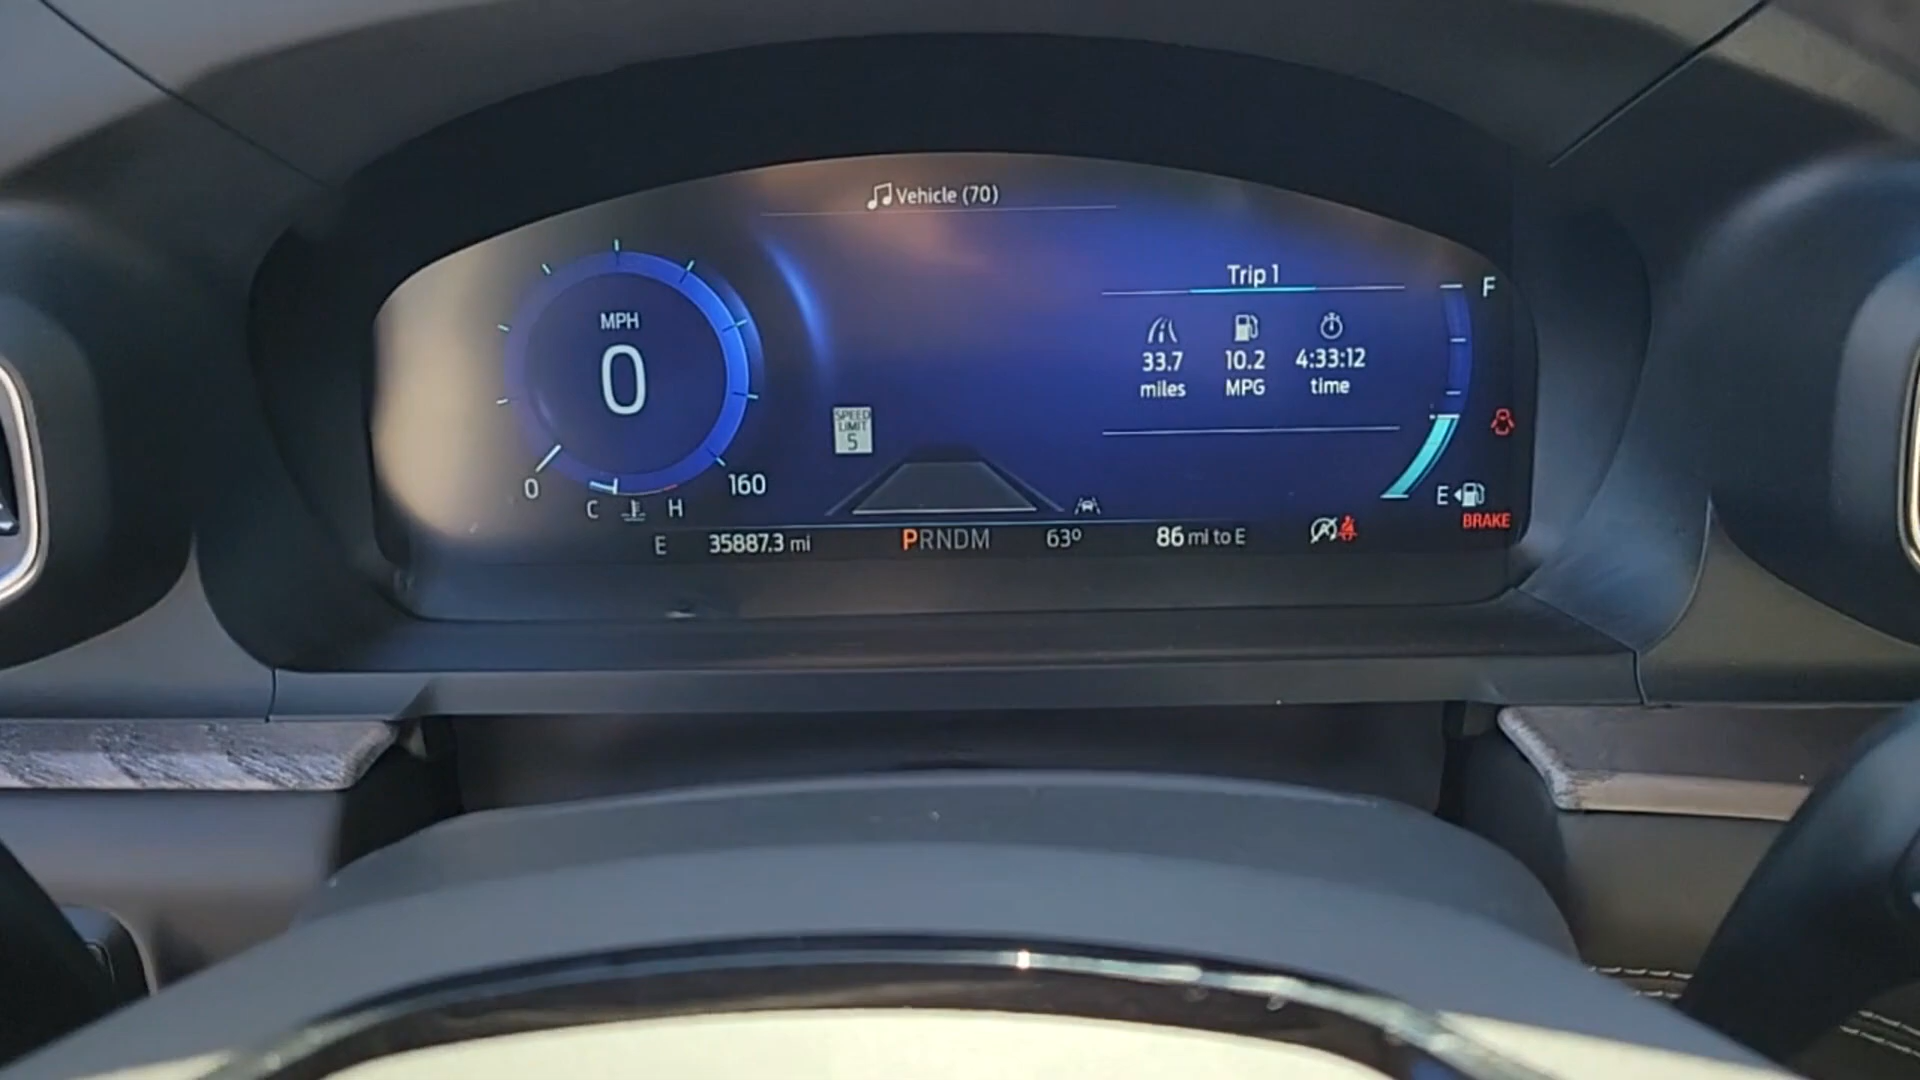 Vehicle (70)
Trip 1
F
MPH
0
33.7
miles
10.2
MPG
4:33:12
time
SPEED
LIMIT
5
0
160
C
H
E
BRAKE
E
35887.3 mi
PRNDM
63°
86 mi to E